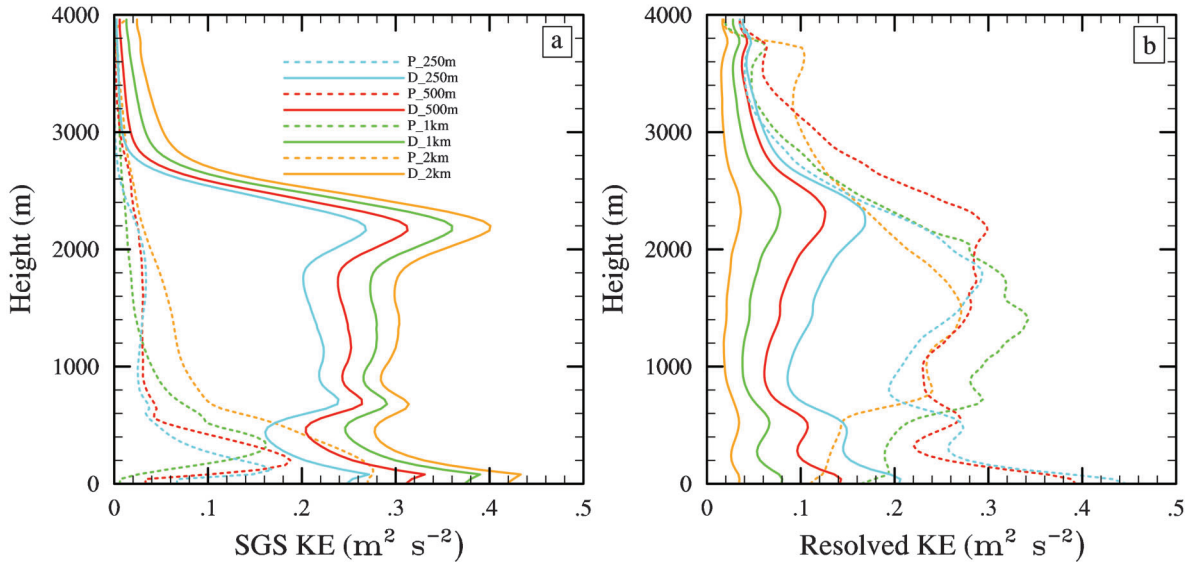 a
P_250m
D_250m
P_500m
D_500m
P_1km
D_1km
P_2km
D_2km
4000
3000
2000
1000
0
Height (m)
0 .1 .2 .3 .4 .5
SGS KE (m² s⁻²)
b
4000
3000
2000
1000
0
Height (m)
0 .1 .2 .3 .4 .5
Resolved KE (m² s⁻²)